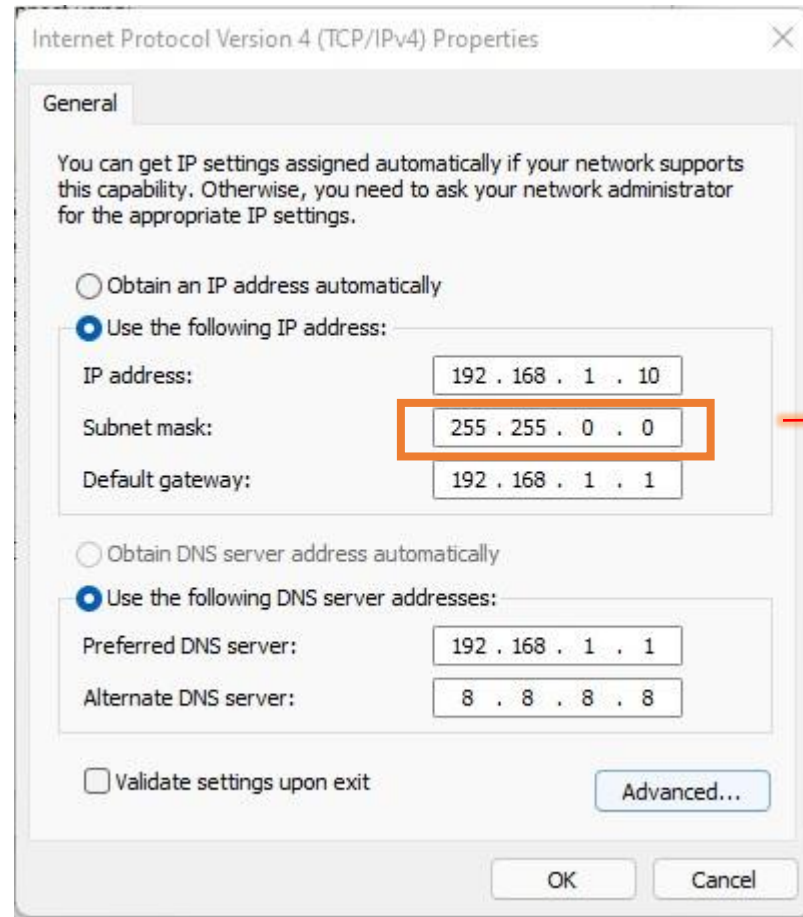 Internet Protocol Version 4 (TCP/IPv4) Properties
General
You can get IP settings assigned automatically if your network supports
this capability. Otherwise, you need to ask your network administrator
for the appropriate IP settings.
Obtain an IP address automatically
Use the following IP address:
IP address: 192 . 168 . 1 . 10
Subnet mask: 255 . 255 . 0 . 0
Default gateway: 192 . 168 . 1 . 1
Obtain DNS server address automatically
Use the following DNS server addresses:
Preferred DNS server: 192 . 168 . 1 . 1
Alternate DNS server: 8 . 8 . 8 . 8
Validate settings upon exit
Advanced...
OK Cancel